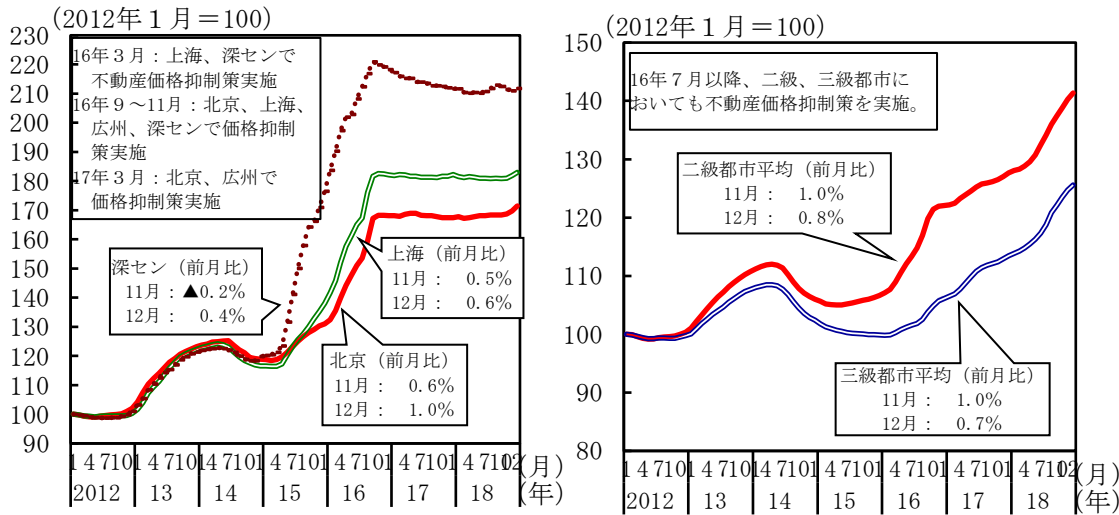 (2012年１月＝100)
230
220
210
200
190
180
170
160
150
140
130
120
110
100
90
16年３月：上海、深センで
不動産価格抑制策実施
16年９～11月：北京、上海、
広州、深センで価格抑制
策実施
17年３月：北京、広州で
価格抑制策実施
深セン（前月比）
11月：▲0.2%
12月： 0.4%
上海（前月比）
11月： 0.5%
12月： 0.6%
北京（前月比）
11月： 0.6%
12月： 1.0%
1 4 7 10 1 4 7 10 1 4 7 10 1 4 7 10 1 4 7 10 1 4 7 10 1 4 7 10 12 (月)
2012 13 14 15 16 17 18 (年)
(2012年１月＝100)
150
140
130
120
110
100
90
80
16年７月以降、二級、三級都市に
おいても不動産価格抑制策を実施。
二級都市平均（前月比）
11月： 1.0%
12月： 0.8%
三級都市平均（前月比）
11月： 1.0%
12月： 0.7%
1 4 7 10 1 4 7 10 1 4 7 10 1 4 7 10 1 4 7 10 1 4 7 10 1 4 7 10 12 (月)
2012 13 14 15 16 17 18 (年)